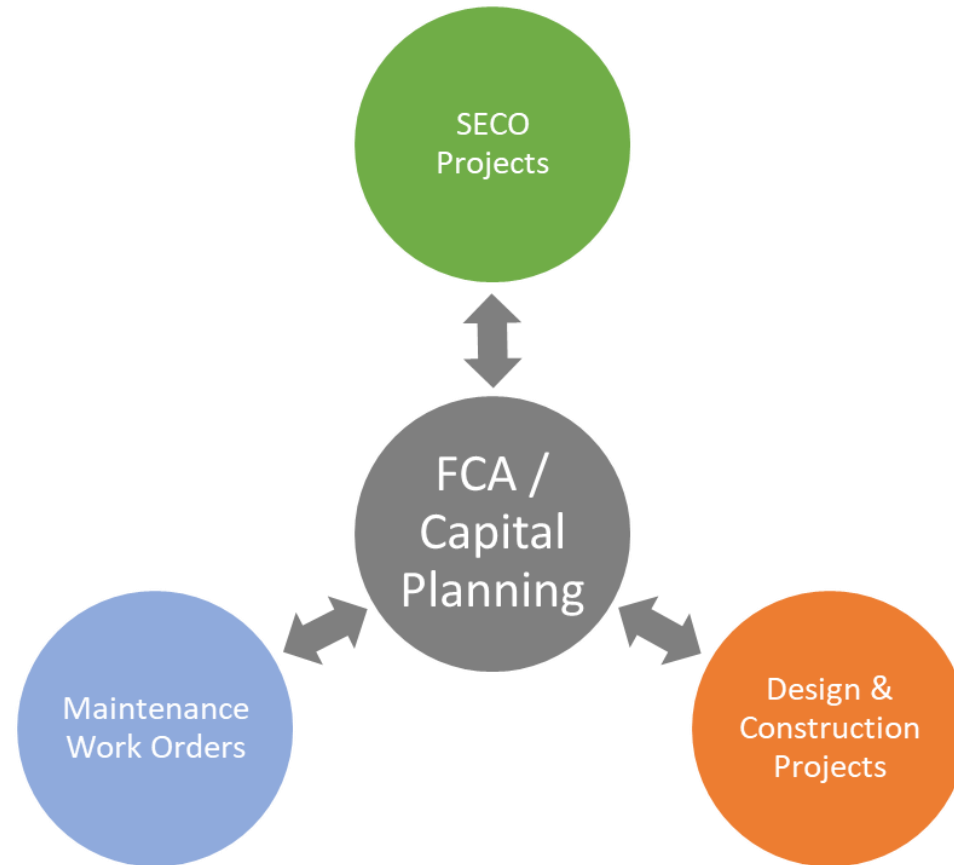 SECO
Projects
FCA /
Capital
Planning
Maintenance
Work Orders
Design &
Construction
Projects